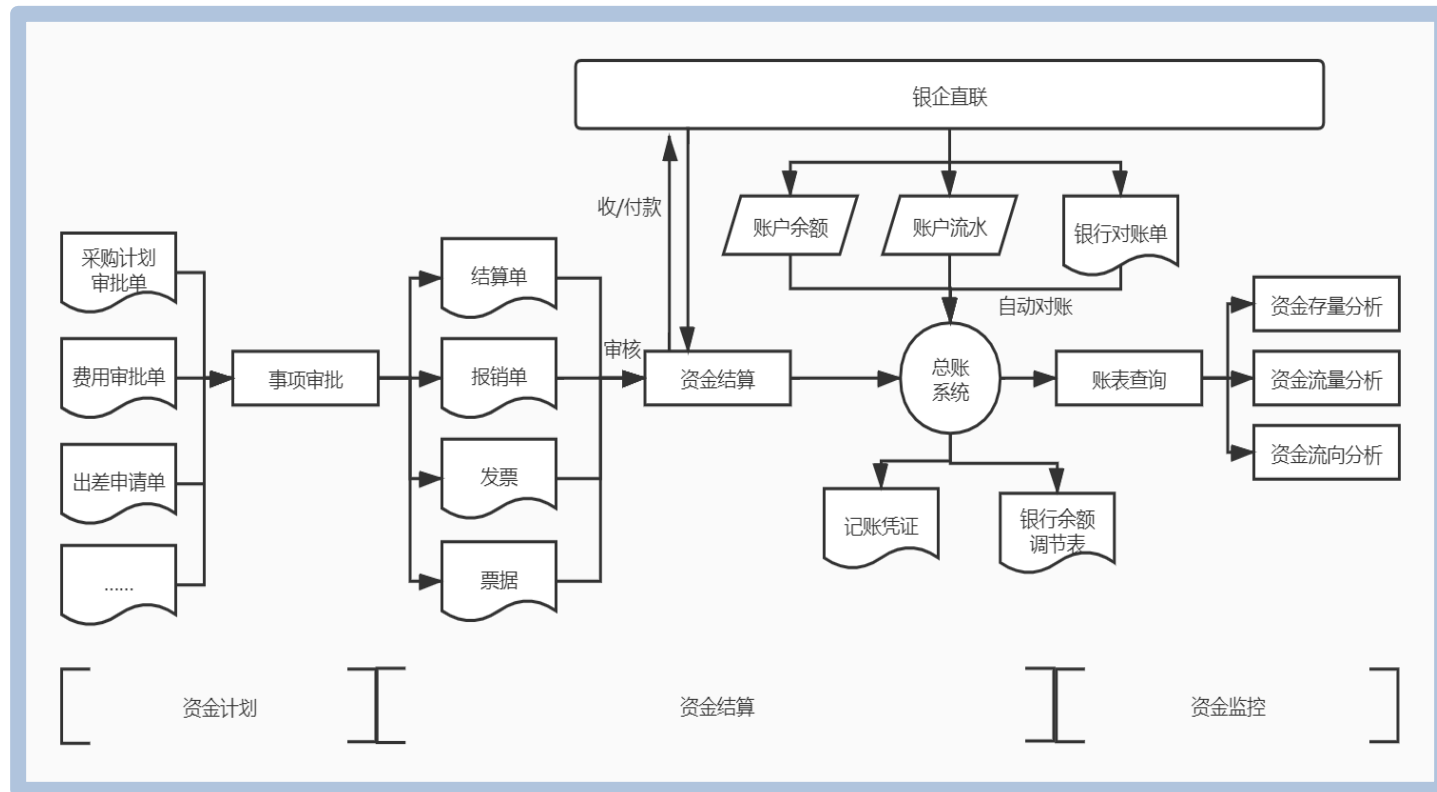 银企直联
收/付款
账户余额
账户流水
银行对账单
采购计划
审批单
结算单
自动对账
资金存量分析
审核
费用审批单
事项审批
报销单
资金结算
总账
系统
账表查询
资金流量分析
出差申请单
发票
资金流向分析
记账凭证
银行余额
调节表
......
票据
资金计划
资金结算
资金监控